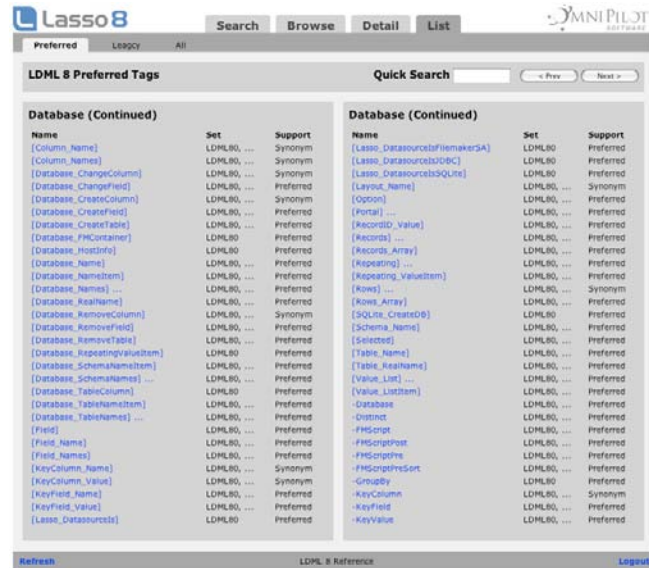 Lasso 8
Search Browse Detail List
OMNIPILOT
SOFTWARE
Preferred Leagcy All
LDML 8 Preferred Tags
Quick Search
< Prev Next >
Database (Continued)
Name Set Support
[Column_Name] LDML80, ... Synonym
[Column_Names] LDML80, ... Synonym
[Database_ChangeColumn] LDML80, ... Synonym
[Database_ChangeField] LDML80, ... Preferred
[Database_CreateColumn] LDML80, ... Synonym
[Database_CreateField] LDML80, ... Preferred
[Database_CreateTable] LDML80, ... Preferred
[Database_FMContainer] LDML80 Preferred
[Database_HostInfo] LDML80 Preferred
[Database_Name] LDML80, ... Preferred
[Database_NameItem] LDML80, ... Preferred
[Database_Names] ... LDML80, ... Preferred
[Database_RealName] LDML80, ... Preferred
[Database_RemoveColumn] LDML80, ... Synonym
[Database_RemoveField] LDML80, ... Preferred
[Database_RemoveTable] LDML80, ... Preferred
[Database_RepeatingValueItem] LDML80 Preferred
[Database_SchemaNameItem] LDML80, ... Preferred
[Database_SchemaNames] ... LDML80, ... Preferred
[Database_TableColumn] LDML80 Preferred
[Database_TableNameItem] LDML80, ... Preferred
[Database_TableNames] ... LDML80, ... Preferred
[Field] LDML80, ... Preferred
[Field_Name] LDML80, ... Preferred
[Field_Names] LDML80, ... Preferred
[KeyColumn_Name] LDML80, ... Synonym
[KeyColumn_Value] LDML80, ... Synonym
[KeyField_Name] LDML80, ... Preferred
[KeyField_Value] LDML80, ... Preferred
[Lasso_DatasourceIs] LDML80 Preferred
Database (Continued)
Name Set Support
[Lasso_DatasourceIsFilemakerSA] LDML80 Preferred
[Lasso_DatasourceIsJDBC] LDML80 Preferred
[Lasso_DatasourceIsSQLite] LDML80 Preferred
[Layout_Name] LDML80, ... Synonym
[Option] LDML80, ... Preferred
[Portal] ... LDML80, ... Preferred
[RecordID_Value] LDML80, ... Preferred
[Records] ... LDML80, ... Preferred
[Records_Array] LDML80, ... Preferred
[Repeating] ... LDML80, ... Preferred
[Repeating_ValueItem] LDML80, ... Preferred
[Rows] ... LDML80, ... Synonym
[Rows_Array] LDML80, ... Preferred
[SQLite_CreateDB] LDML80 Preferred
[Schema_Name] LDML80, ... Preferred
[Selected] LDML80, ... Preferred
[Table_Name] LDML80, ... Preferred
[Table_RealName] LDML80, ... Preferred
[Value_List] ... LDML80, ... Preferred
[Value_ListItem] LDML80, ... Preferred
-Database LDML80, ... Preferred
-Distinct LDML80, ... Preferred
-FMScript LDML80, ... Preferred
-FMScriptPost LDML80, ... Preferred
-FMScriptPre LDML80, ... Preferred
-FMScriptPreSort LDML80, ... Preferred
-GroupBy LDML80 Preferred
-KeyColumn LDML80, ... Synonym
-KeyField LDML80, ... Preferred
-KeyValue LDML80, ... Preferred
Refresh LDML 8 Reference Logout